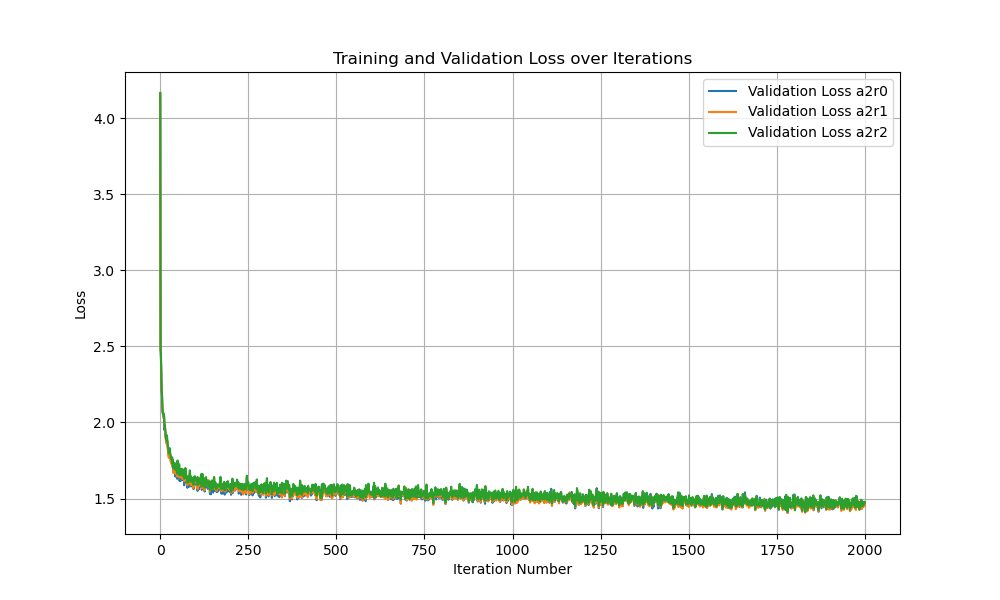 Training and Validation Loss over Iterations
Validation Loss a2r0
Validation Loss a2r1
Validation Loss a2r2
Loss
4.0
3.5
3.0
2.5
2.0
1.5
0 250 500 750 1000 1250 1500 1750 2000
Iteration Number